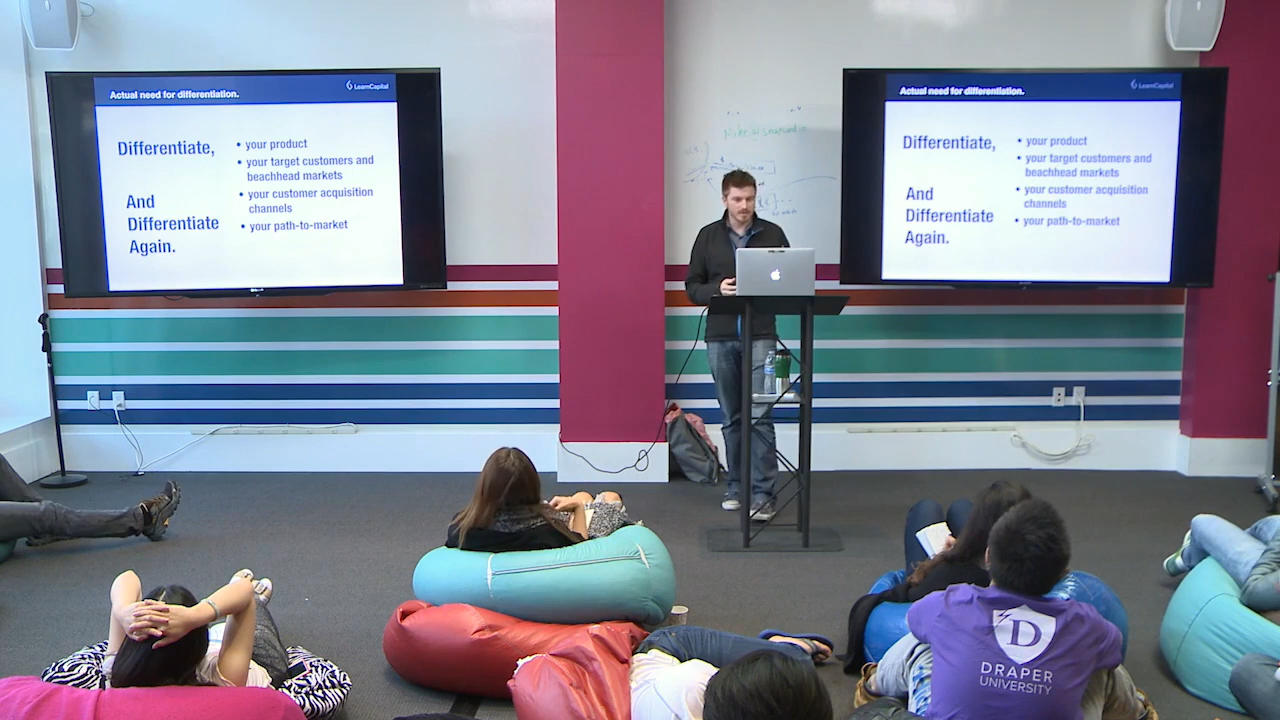 Actual need for differentiation.
LearnCapital
Differentiate,
And
Differentiate
Again.
• your product
• your target customers and
beachhead markets
• your customer acquisition
channels
• your path-to-market
Actual need for differentiation.
LearnCapital
Differentiate,
And
Differentiate
Again.
• your product
• your target customers and
beachhead markets
• your customer acquisition
channels
• your path-to-market
D
DRAPER
UNIVERSITY